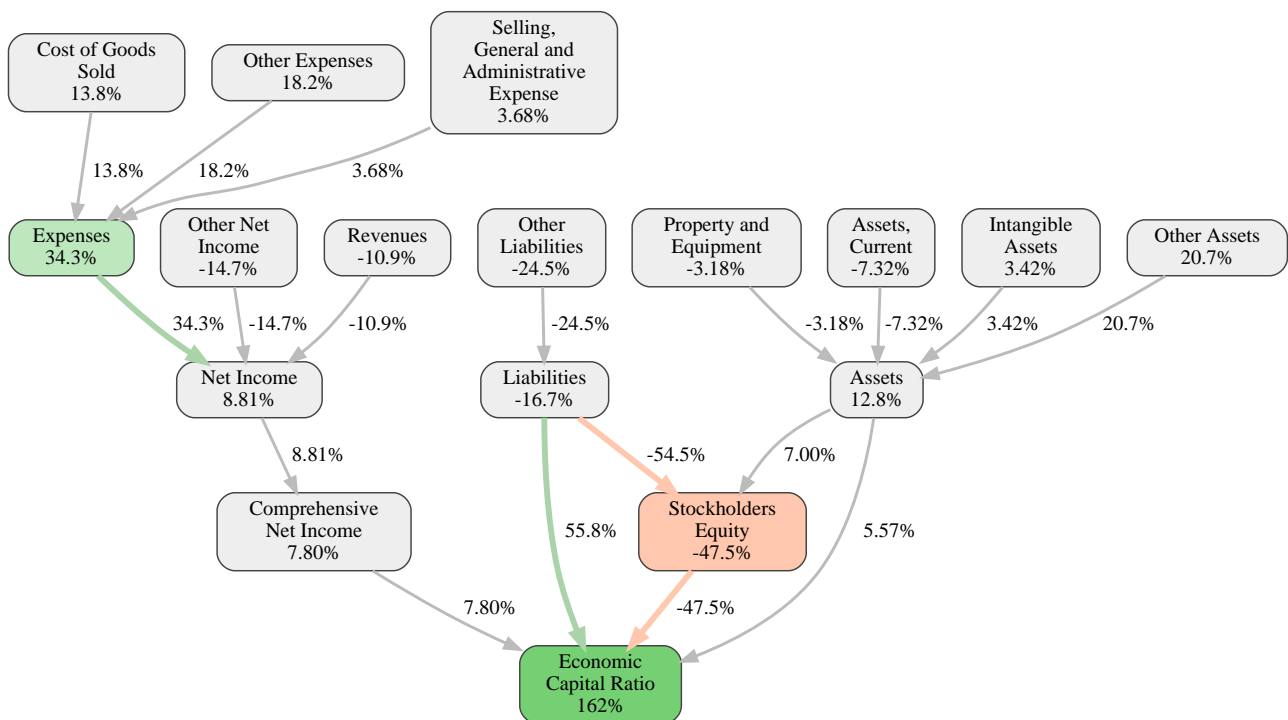 Cost of Goods
Sold
13.8%
Other Expenses
18.2%
Selling,
General and
Administrative
Expense
3.68%
13.8%
18.2%
3.68%
Expenses
34.3%
Other Net
Income
-14.7%
Revenues
-10.9%
Other
Liabilities
-24.5%
Property and
Equipment
-3.18%
Assets,
Current
-7.32%
Intangible
Assets
3.42%
Other Assets
20.7%
34.3%
-14.7%
-10.9%
-24.5%
-3.18%
-7.32%
3.42%
20.7%
Net Income
8.81%
Liabilities
-16.7%
Assets
12.8%
8.81%
-54.5%
7.00%
Comprehensive
Net Income
7.80%
55.8%
Stockholders
Equity
-47.5%
5.57%
7.80%
-47.5%
Economic
Capital Ratio
162%